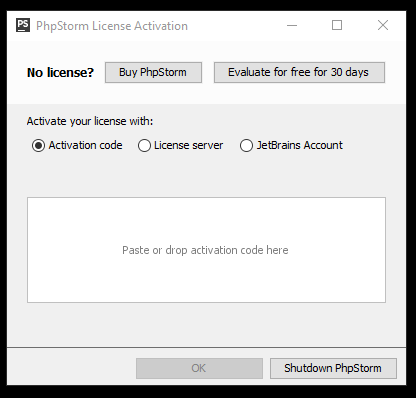 PS PhpStorm License Activation
No license? Buy PhpStorm Evaluate for free for 30 days
Activate your license with:
Activation code License server JetBrains Account
Paste or drop activation code here
OK Shutdown PhpStorm